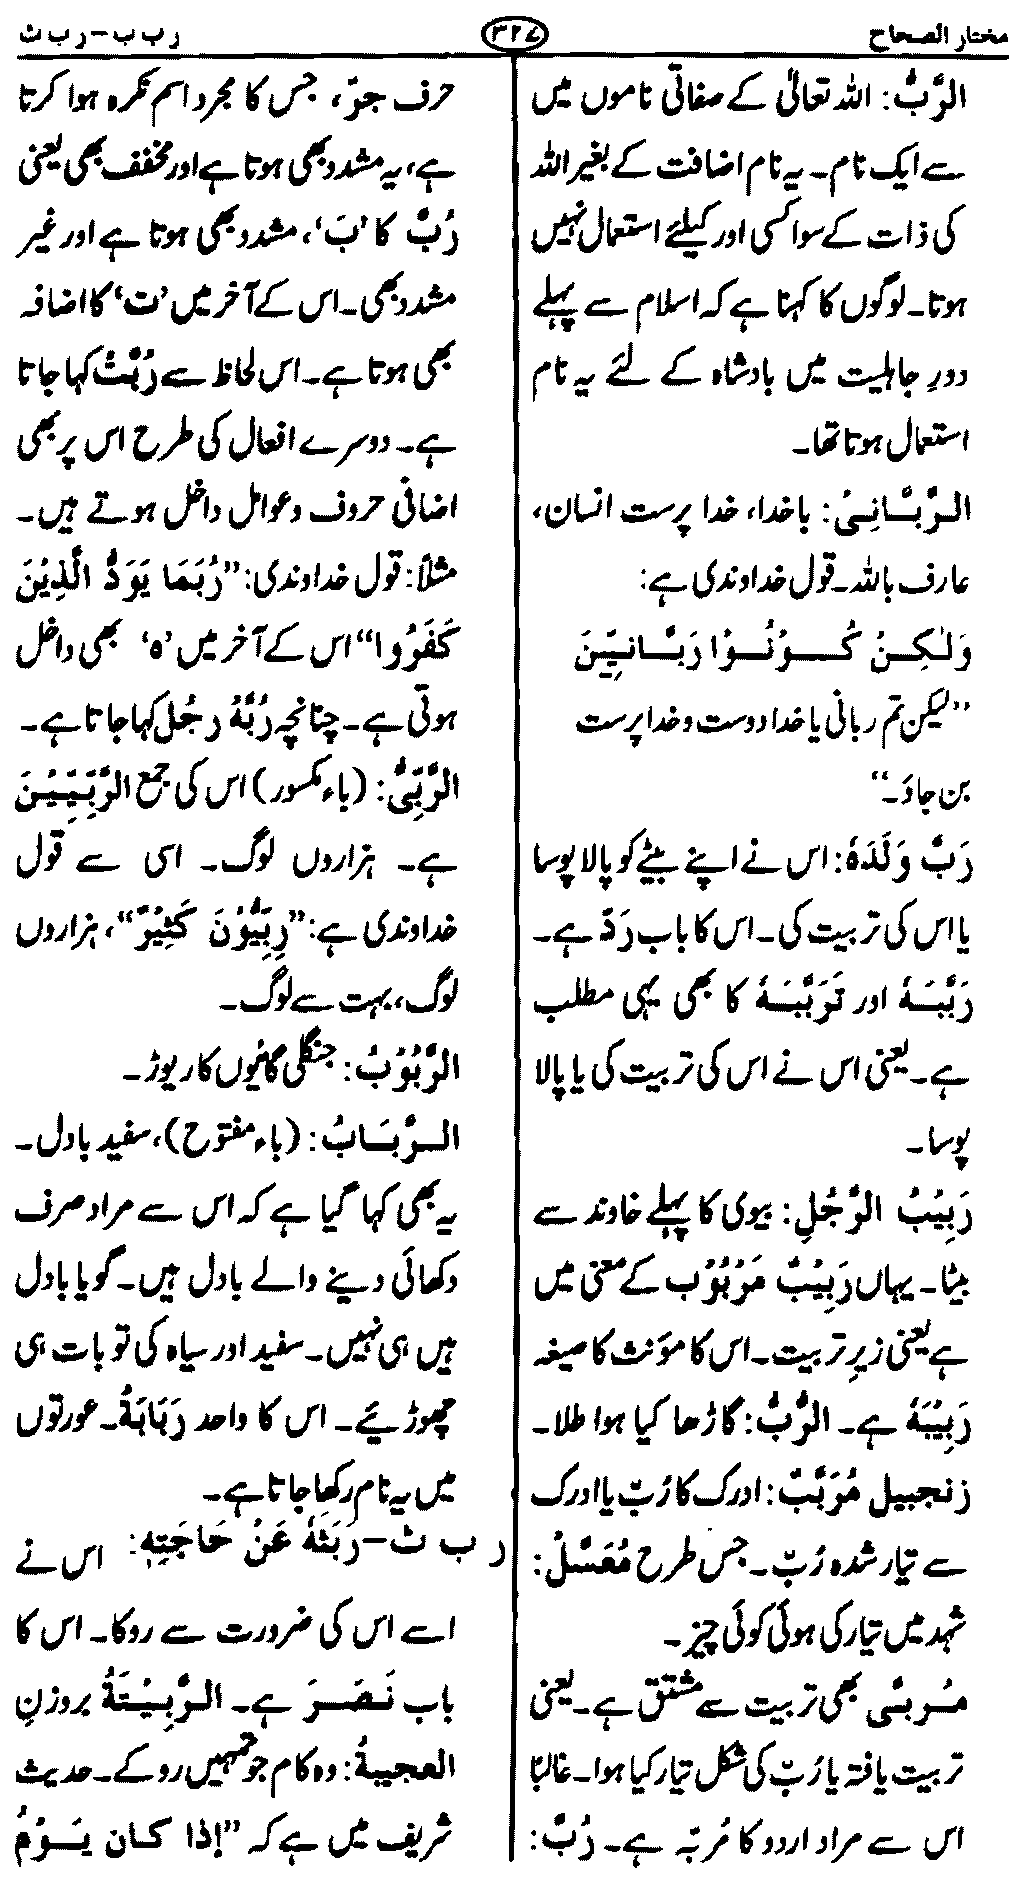 مختار الصحاح
۳۲۷
ر ب ب – ر ب ث
الرَّبُّ: اللہ تعالیٰ کے صفاتی ناموں میں
سے ایک نام۔ یہ نام اضافت کے بغیر اللہ
کی ذات کے سوا کسی اور کیلئے استعمال نہیں
ہوتا۔ لوگوں کا کہنا ہے کہ اسلام سے پہلے
دورِ جاہلیت میں بادشاہ کے لئے یہ نام
استعمال ہوتا تھا۔
الرَّبَّانِیُ: باخدا، خدا پرست انسان،
عارف باللہ۔ قول خداوندی ہے:
وَلٰكِنْ كُوْنُوْا رَبَّانِيِّينَ
”لیکن تم ربانی یا خدا دوست و خدا پرست
بن جاؤ۔“
رَبَّ وَلَدَهٗ: اس نے اپنے بیٹے کو پالا پوسا
یا اس کی تربیت کی۔ اس کا باب رَدَّ ہے۔
رَبَّبَهٗ اور تَرَبَّبَهٗ کا بھی یہی مطلب
ہے۔ یعنی اس نے اس کی تربیت کی یا پالا
پوسا۔
رَبِيْبُ الرَّجُلِ: بیوی کا پہلے خاوند سے
بیٹا۔ یہاں رَبِيْبٌ مَرْبُوْب کے معنی میں
ہے یعنی زیرِ تربیت۔ اس کا مؤنث کا صیغہ
رَبِيْبَةٌ ہے۔ الرُّبُّ: گاڑھا کیا ہوا طلا۔
زنجبیل مُرَبَّبٌ: ادرک کا رُبّ یا ادرک
سے تیار شدہ رُبّ۔ جس طرح مُعَسَّلٌ:
شہد میں تیار کی ہوئی کوئی چیز۔
مُربّٰی بھی تربیت سے مشتق ہے۔ یعنی
تربیت یافتہ یا رُبّ کی شکل تیار کیا ہوا۔ غالبًا
اس سے مراد اردو کا مُربّہ ہے۔ رُبَّ:
حرف جرّ، جس کا مجرد اسم نکرہ ہوا کرتا
ہے، یہ مشدد بھی ہوتا ہے اور مخفف بھی یعنی
رُبَّ کا ’بَ‘، مشدد بھی ہوتا ہے اور غیر
مشدد بھی۔ اس کے آخر میں ’ت‘ کا اضافہ
بھی ہوتا ہے۔ اس لحاظ سے رُبَّتْ کہا جاتا
ہے۔ دوسرے افعال کی طرح اس پر بھی
اضافی حروف وعوامل داخل ہوتے ہیں۔
مثلاً: قول خداوندی: ”رُبَمَا يَوَدُّ الَّذِيْنَ
كَفَرُوا“ اس کے آخر میں ’ہ‘ بھی داخل
ہوتی ہے۔ چنانچہ رُبَّهُ رجُل کہا جاتا ہے۔
الرِّبِّیُّ: (باء مکسور) اس کی جمع الرِّبِّيِّيْنَ
ہے۔ ہزاروں لوگ۔ اسی سے قول
خداوندی ہے: ”رِبِّيُّوْنَ كَثِيْرٌ“، ہزاروں
لوگ، بہت سے لوگ۔
الرَّبْوَبُ: جنگلی گائیوں کا ریوڑ۔
الرَّبَابُ: (باء مفتوح)، سفید بادل۔
یہ بھی کہا گیا ہے کہ اس سے مراد صرف
دکھائی دینے والے بادل ہیں۔ گویا بادل
ہیں ہی نہیں۔ سفید اور سیاہ کی تو بات ہی
چھوڑیئے۔ اس کا واحد رَبَابَةٌ۔ عورتوں
میں یہ نام رکھا جاتا ہے۔
ر ب ث – رَبَثَهٗ عَنْ حَاجَتِهٖ: اس نے
اسے اس کی ضرورت سے روکا۔ اس کا
باب نَصَرَ ہے۔ الرَّبِيْثَةُ بروزنِ
العجیبةُ: وہ کام جو تمہیں روکے۔ حدیث
شریف میں ہے کہ ”إذا کان یَوْمُ